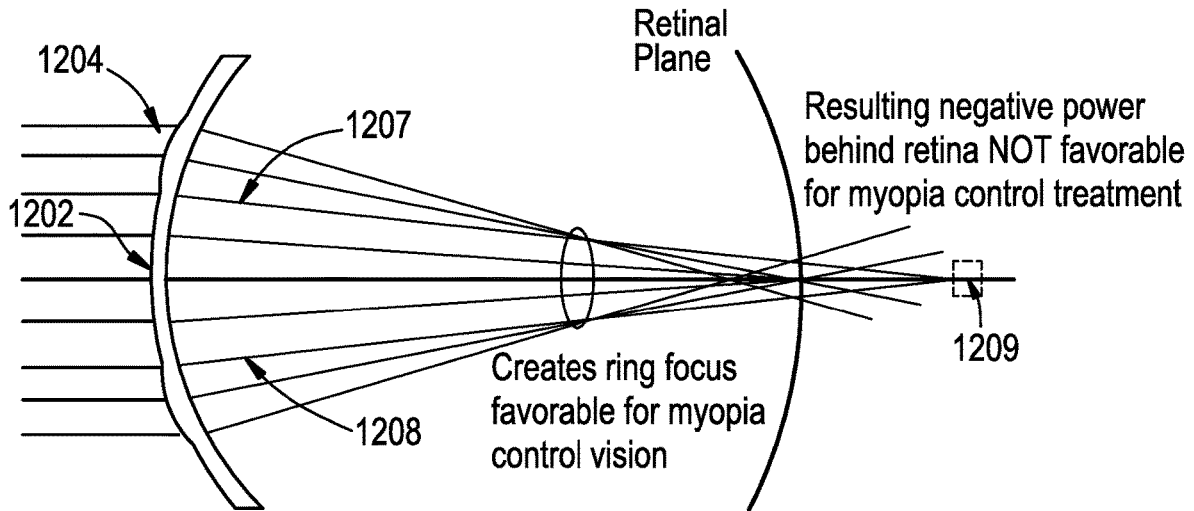 1204
1207
1202
Retinal
Plane
Resulting negative power
behind retina NOT favorable
for myopia control treatment
1209
Creates ring focus
favorable for myopia
control vision
1208